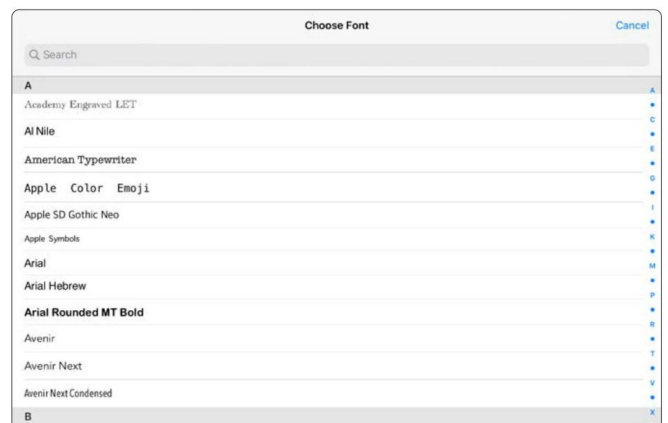 Choose Font
Cancel
Search
A
Academy Engraved LET
Al Nile
American Typewriter
Apple Color Emoji
Apple SD Gothic Neo
Apple Symbols
Arial
Arial Hebrew
Arial Rounded MT Bold
Avenir
Avenir Next
Avenir Next Condensed
B
A
C
E
G
I
K
M
P
R
T
V
X